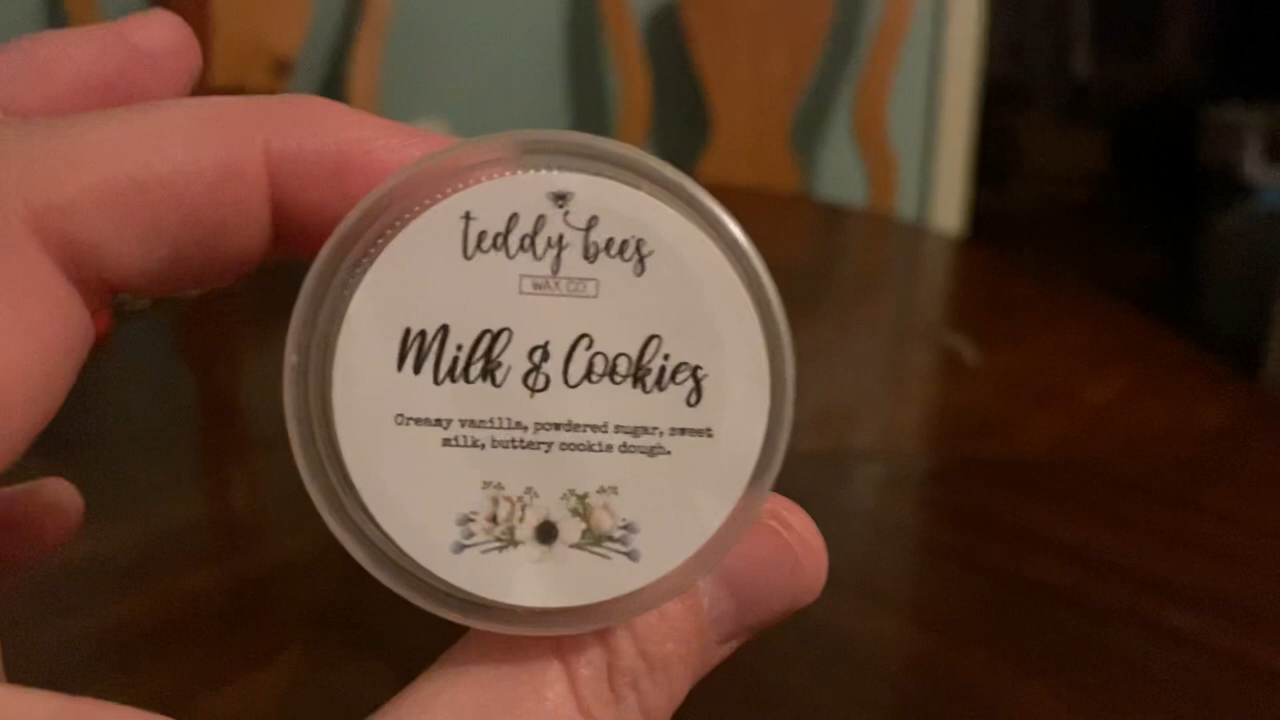 teddy bee's
WAX CO.
Milk & Cookies
Creamy vanilla, powdered sugar, sweet
milk, buttery cookie dough.